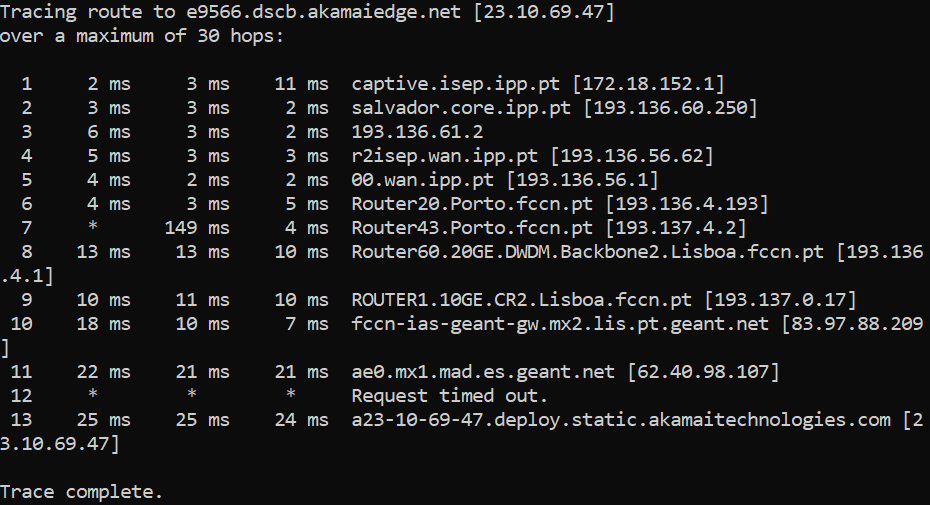 Tracing route to e9566.dscb.akamaiedge.net [23.10.69.47]
over a maximum of 30 hops:

  1     2 ms     3 ms    11 ms  captive.isep.ipp.pt [172.18.152.1]
  2     3 ms     3 ms     2 ms  salvador.core.ipp.pt [193.136.60.250]
  3     6 ms     3 ms     2 ms  193.136.61.2
  4     5 ms     3 ms     3 ms  r2isep.wan.ipp.pt [193.136.56.62]
  5     4 ms     2 ms     2 ms  00.wan.ipp.pt [193.136.56.1]
  6     4 ms     3 ms     5 ms  Router20.Porto.fccn.pt [193.136.4.193]
  7     *      149 ms     4 ms  Router43.Porto.fccn.pt [193.137.4.2]
  8    13 ms    13 ms    10 ms  Router60.20GE.DWDM.Backbone2.Lisboa.fccn.pt [193.136
.4.1]
  9    10 ms    11 ms    10 ms  ROUTER1.10GE.CR2.Lisboa.fccn.pt [193.137.0.17]
 10    18 ms    10 ms     7 ms  fccn-ias-geant-gw.mx2.lis.pt.geant.net [83.97.88.209
]
 11    22 ms    21 ms    21 ms  ae0.mx1.mad.es.geant.net [62.40.98.107]
 12     *        *        *     Request timed out.
 13    25 ms    25 ms    24 ms  a23-10-69-47.deploy.static.akamaitechnologies.com [2
3.10.69.47]

Trace complete.